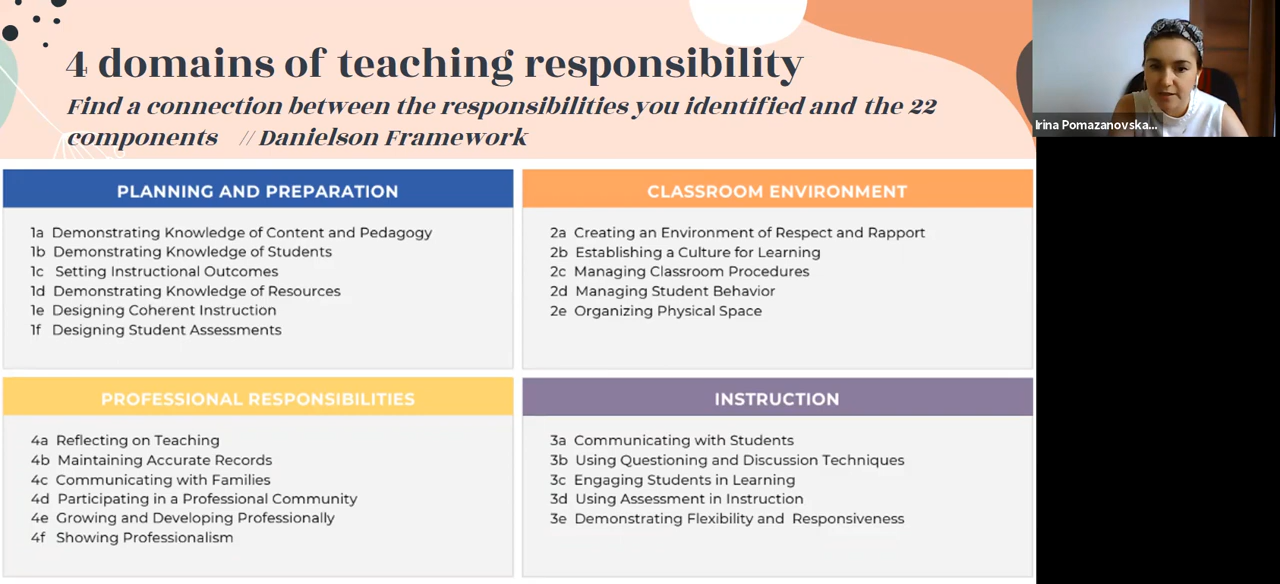 4 domains of teaching responsibility
Find a connection between the responsibilities you identified and the 22
components // Danielson Framework
Irina Pomazanovska...
PLANNING AND PREPARATION
1a Demonstrating Knowledge of Content and Pedagogy
1b Demonstrating Knowledge of Students
1c Setting Instructional Outcomes
1d Demonstrating Knowledge of Resources
1e Designing Coherent Instruction
1f Designing Student Assessments
CLASSROOM ENVIRONMENT
2a Creating an Environment of Respect and Rapport
2b Establishing a Culture for Learning
2c Managing Classroom Procedures
2d Managing Student Behavior
2e Organizing Physical Space
PROFESSIONAL RESPONSIBILITIES
4a Reflecting on Teaching
4b Maintaining Accurate Records
4c Communicating with Families
4d Participating in a Professional Community
4e Growing and Developing Professionally
4f Showing Professionalism
INSTRUCTION
3a Communicating with Students
3b Using Questioning and Discussion Techniques
3c Engaging Students in Learning
3d Using Assessment in Instruction
3e Demonstrating Flexibility and Responsiveness